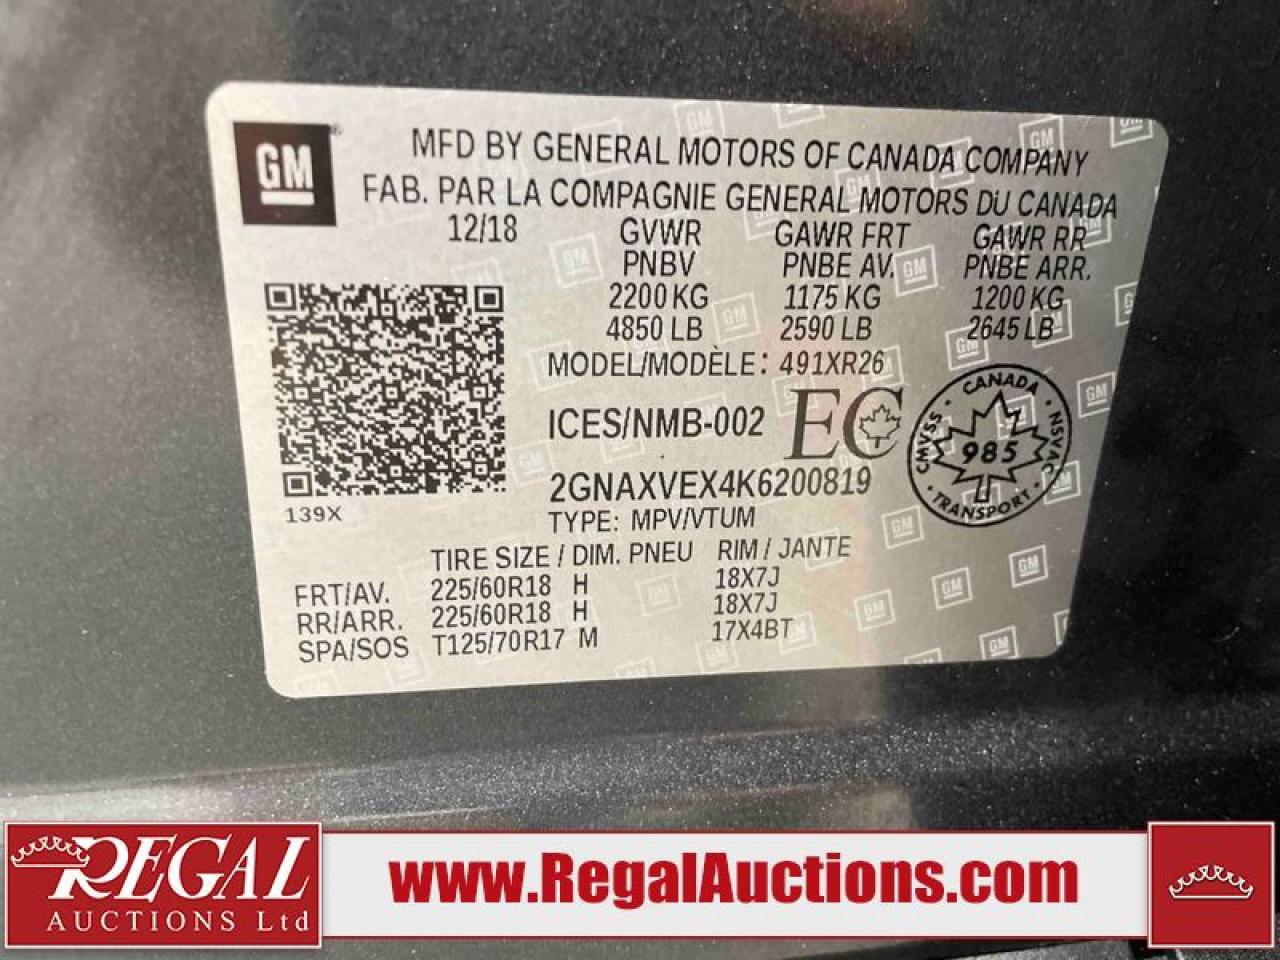 GM
MFD BY GENERAL MOTORS OF CANADA COMPANY
FAB. PAR LA COMPAGNIE GENERAL MOTORS DU CANADA
12/18 GVWR GAWR FRT GAWR RR
PNBV PNBE AV. PNBE ARR.
2200 KG 1175 KG 1200 KG
4850 LB 2590 LB 2645 LB
MODEL/MODÈLE: 491XR26
ICES/NMB-002 EC
CANADA
CMVSS 985 NSVAC
TRANSPORT
2GNAXVEX4K6200819
139X
TYPE: MPV/VTUM
TIRE SIZE / DIM. PNEU RIM / JANTE
FRT/AV. 225/60R18 H 18X7J
RR/ARR. 225/60R18 H 18X7J
SPA/SOS T125/70R17 M 17X4BT
REGAL
AUCTIONS Ltd
www.RegalAuctions.com